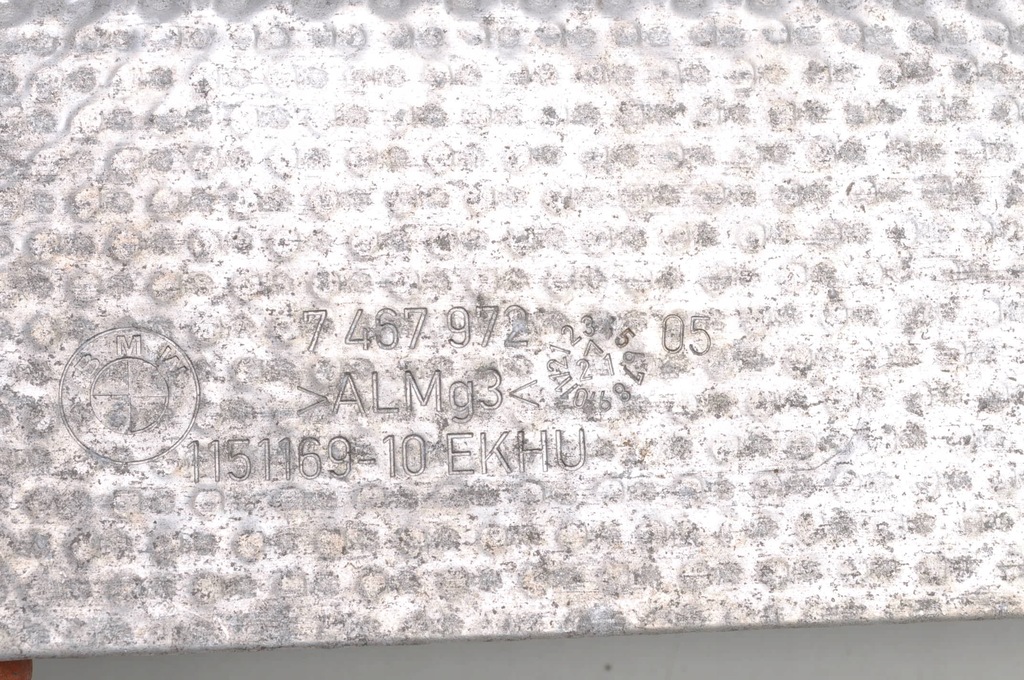 BMW
7 467 972 05
>ALMg3<
1151169-10 EKHU